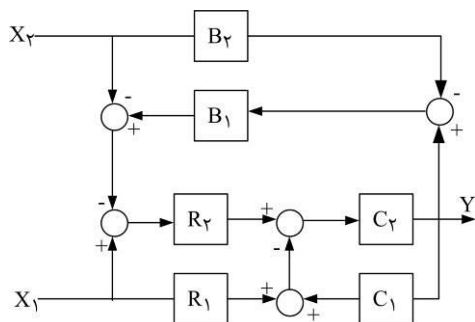 X۲ B۲
-
-
+ B۱ +
-
+ R۲ + C۲ Y
-
X۱ R۱ + + C۱